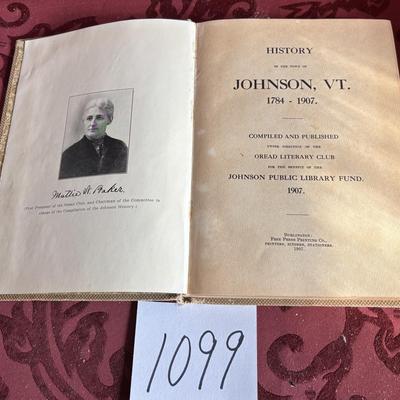 Mattie W. Baker.
(First President of the Oread Club, and Chairman of the Committee in
charge of the Compilation of the Johnson History.)
HISTORY
OF THE TOWN OF
JOHNSON, VT.
1784 - 1907.
COMPILED AND PUBLISHED
UNDER DIRECTION OF THE
OREAD LITERARY CLUB
FOR THE BENEFIT OF THE
JOHNSON PUBLIC LIBRARY FUND.
1907.
BURLINGTON:
FREE PRESS PRINTING CO.,
PRINTERS, BINDERS, STATIONERS.
1907.
1099